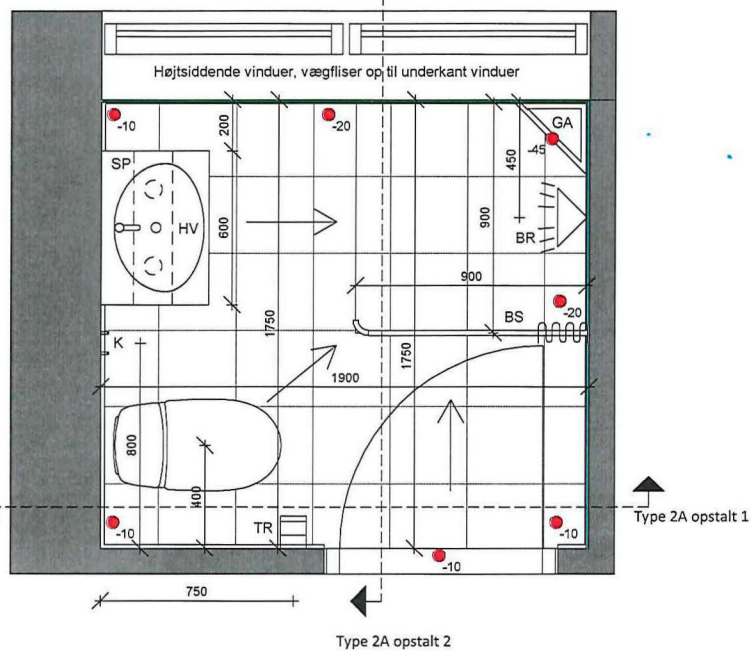 Højtsiddende vinduer, vægfliser op til underkant vinduer
-10
-20
GA
-45
200
SP
450
HV
600
900
BR
900
-20
BS
K
1750
1750
1900
800
400
TR
-10
-10
-10
Type 2A opstalt 1
750
Type 2A opstalt 2